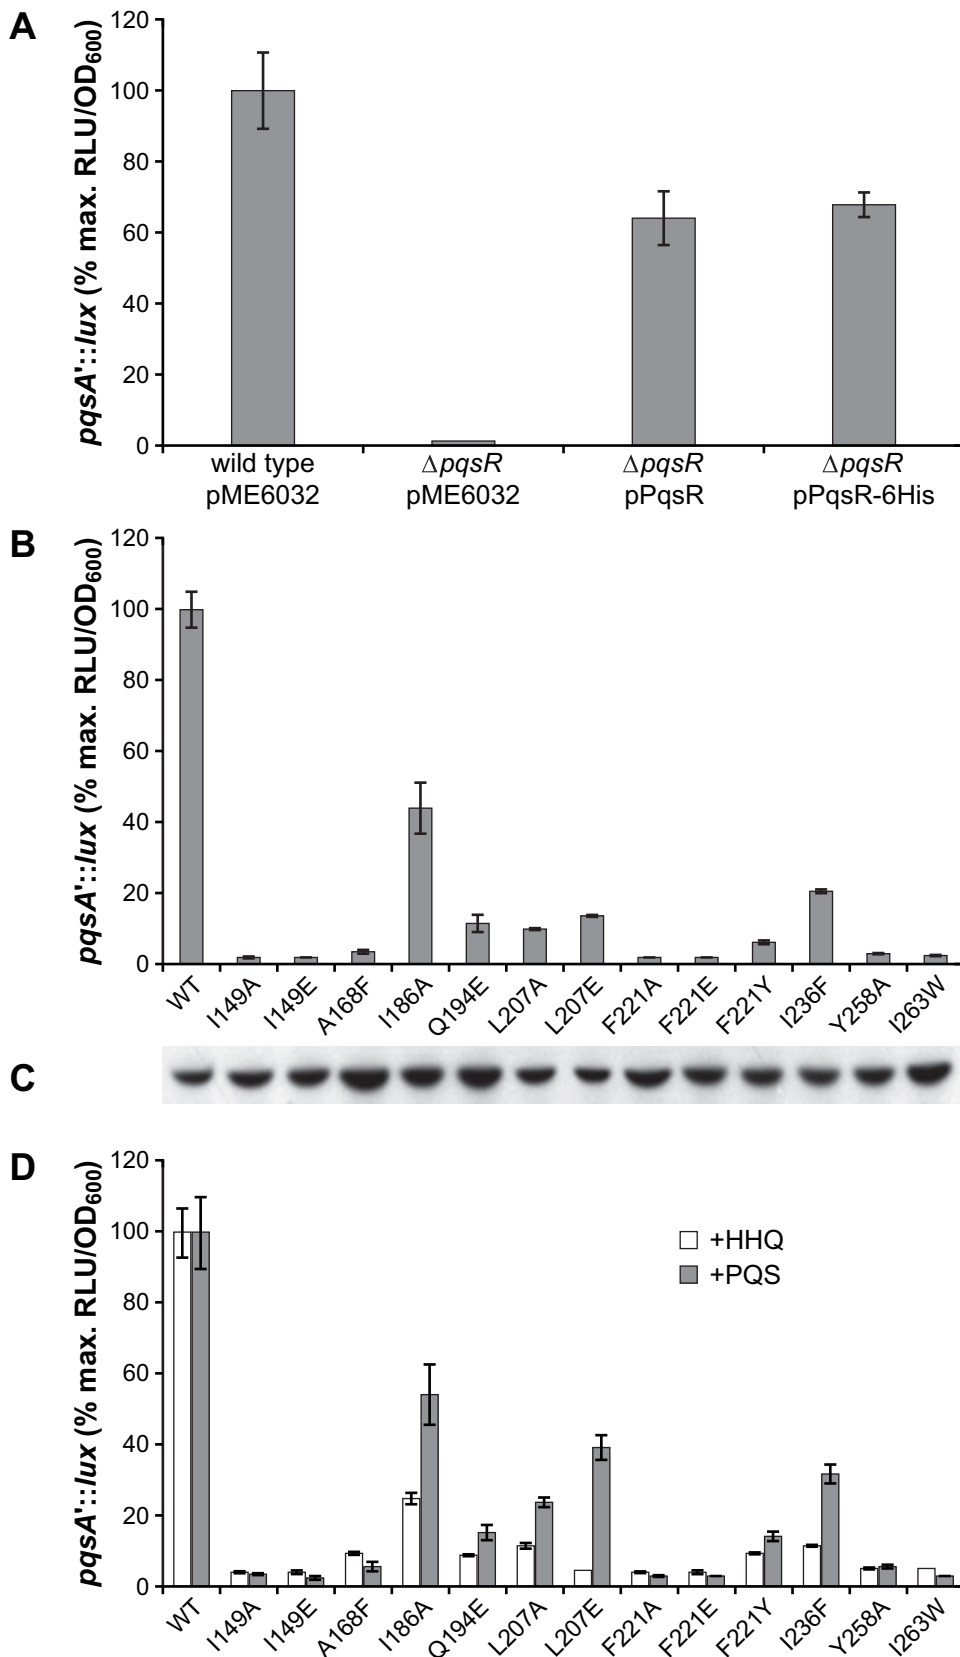 A
pqsA'::lux (% max. RLU/OD600)
120
100
80
60
40
20
0
wild type
pME6032
ΔpqsR
pME6032
ΔpqsR
pPqsR
ΔpqsR
pPqsR-6His
B
pqsA'::lux (% max. RLU/OD600)
120
100
80
60
40
20
0
WT
I149A
I149E
A168F
I186A
Q194E
L207A
L207E
F221A
F221E
F221Y
I236F
Y258A
I263W
C
D
pqsA'::lux (% max. RLU/OD600)
120
100
80
60
40
20
0
+HHQ
+PQS
WT
I149A
I149E
A168F
I186A
Q194E
L207A
L207E
F221A
F221E
F221Y
I236F
Y258A
I263W